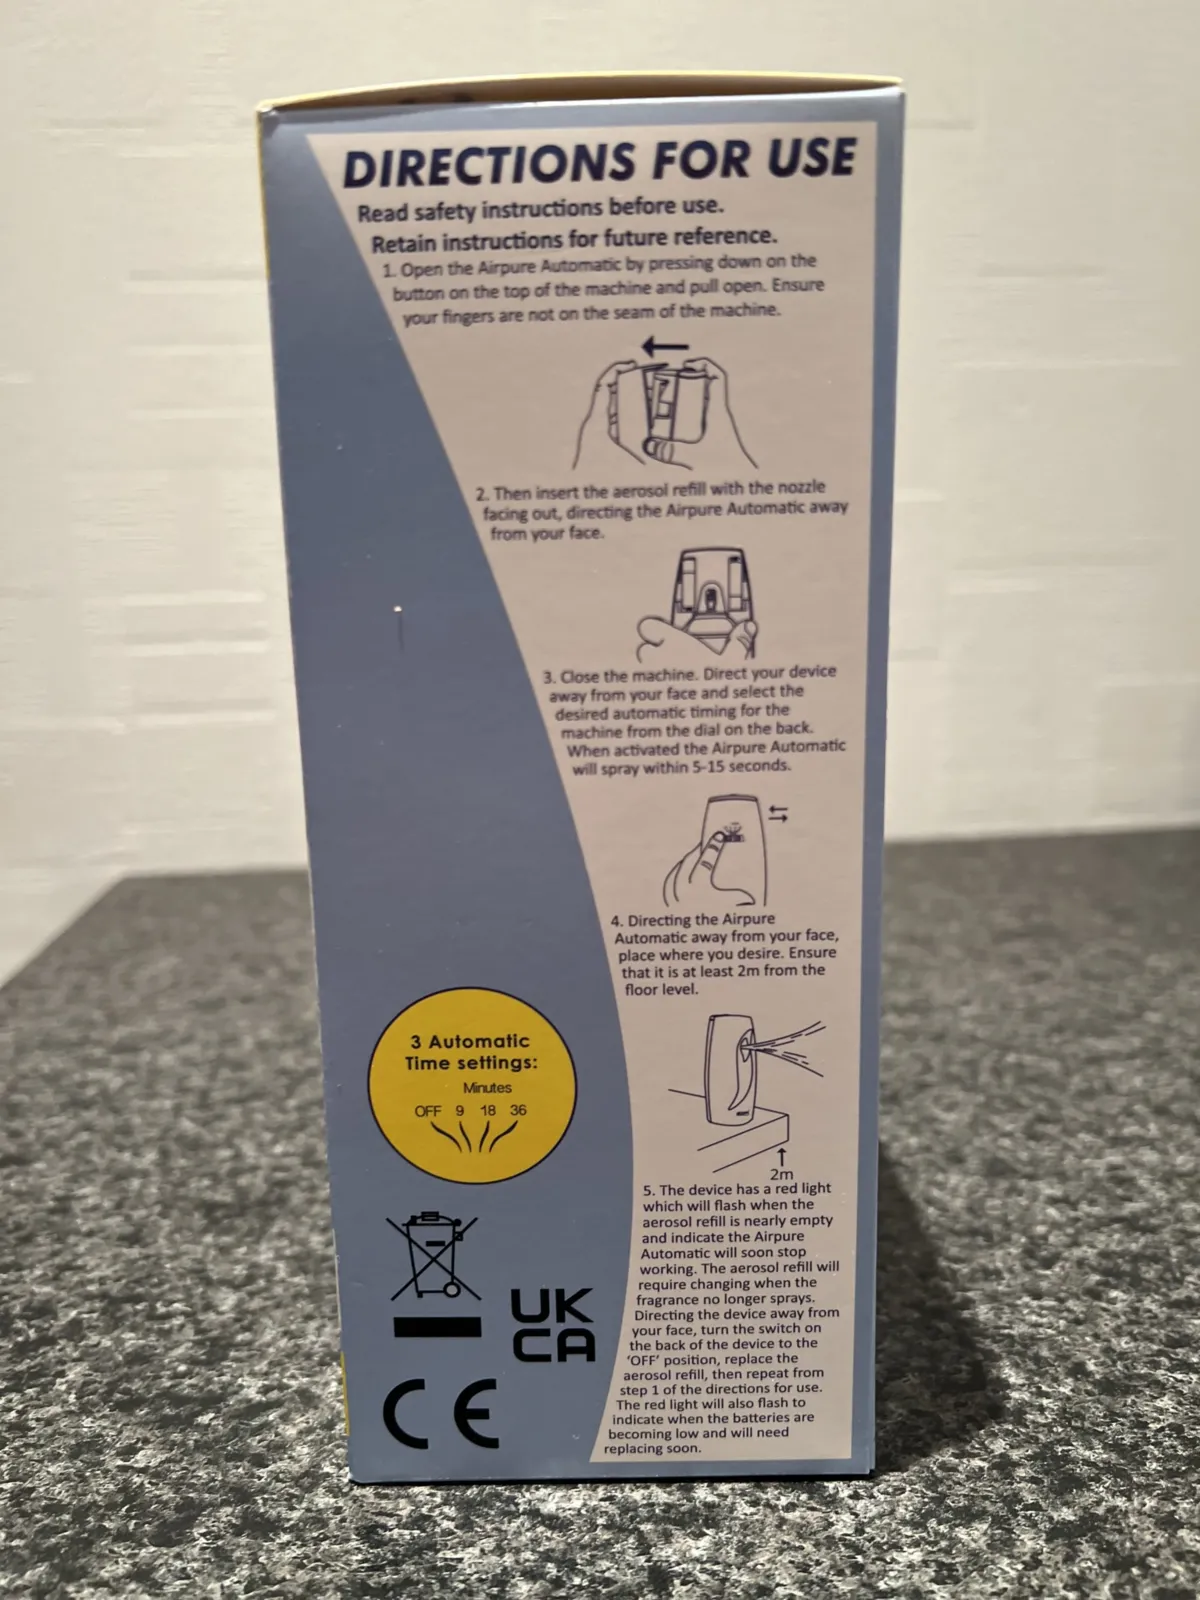 DIRECTIONS FOR USE
Read safety instructions before use.
Retain instructions for future reference.
1. Open the Airpure Automatic by pressing down on the
button on the top of the machine and pull open. Ensure
your fingers are not on the seam of the machine.
2. Then insert the aerosol refill with the nozzle
facing out, directing the Airpure Automatic away
from your face.
3. Close the machine. Direct your device
away from your face and select the
desired automatic timing for the
machine from the dial on the back.
When activated the Airpure Automatic
will spray within 5-15 seconds.
4. Directing the Airpure
Automatic away from your face,
place where you desire. Ensure
that it is at least 2m from the
floor level.
2m
5. The device has a red light
which will flash when the
aerosol refill is nearly empty
and indicate the Airpure
Automatic will soon stop
working. The aerosol refill will
require changing when the
fragrance no longer sprays.
Directing the device away from
your face, turn the switch on
the back of the device to the
'OFF' position, replace the
aerosol refill, then repeat from
step 1 of the directions for use.
The red light will also flash to
indicate when the batteries are
becoming low and will need
replacing soon.
3 Automatic
Time settings:
Minutes
OFF 9 18 36
UK
CA
CE